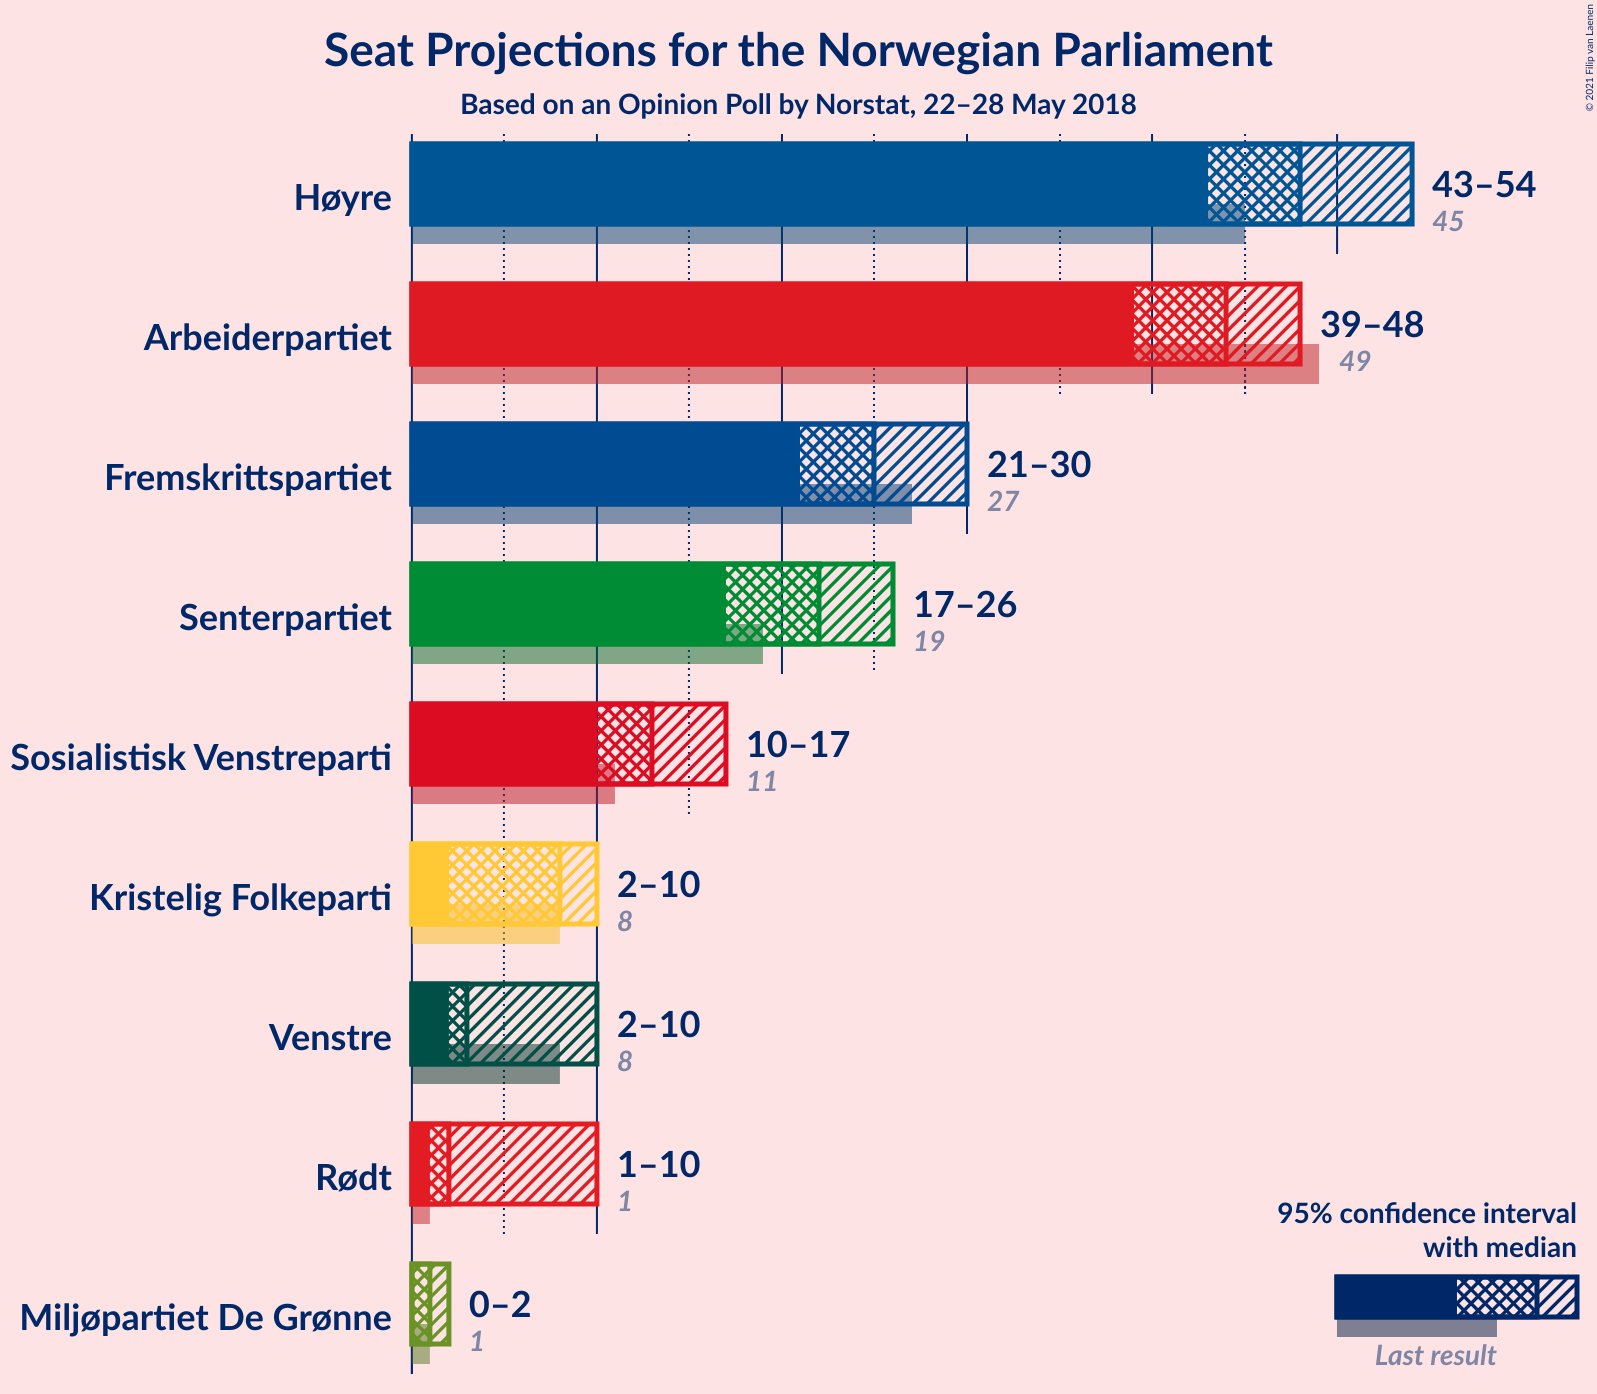 Seat Projections for the Norwegian Parliament
Based on an Opinion Poll by Norstat, 22–28 May 2018
© 2021 Filip van Laenen
Høyre
43–54
45
Arbeiderpartiet
39–48
49
Fremskrittspartiet
21–30
27
Senterpartiet
17–26
19
Sosialistisk Venstreparti
10–17
11
Kristelig Folkeparti
2–10
8
Venstre
2–10
8
Rødt
1–10
1
Miljøpartiet De Grønne
0–2
1
95% confidence interval
with median
Last result